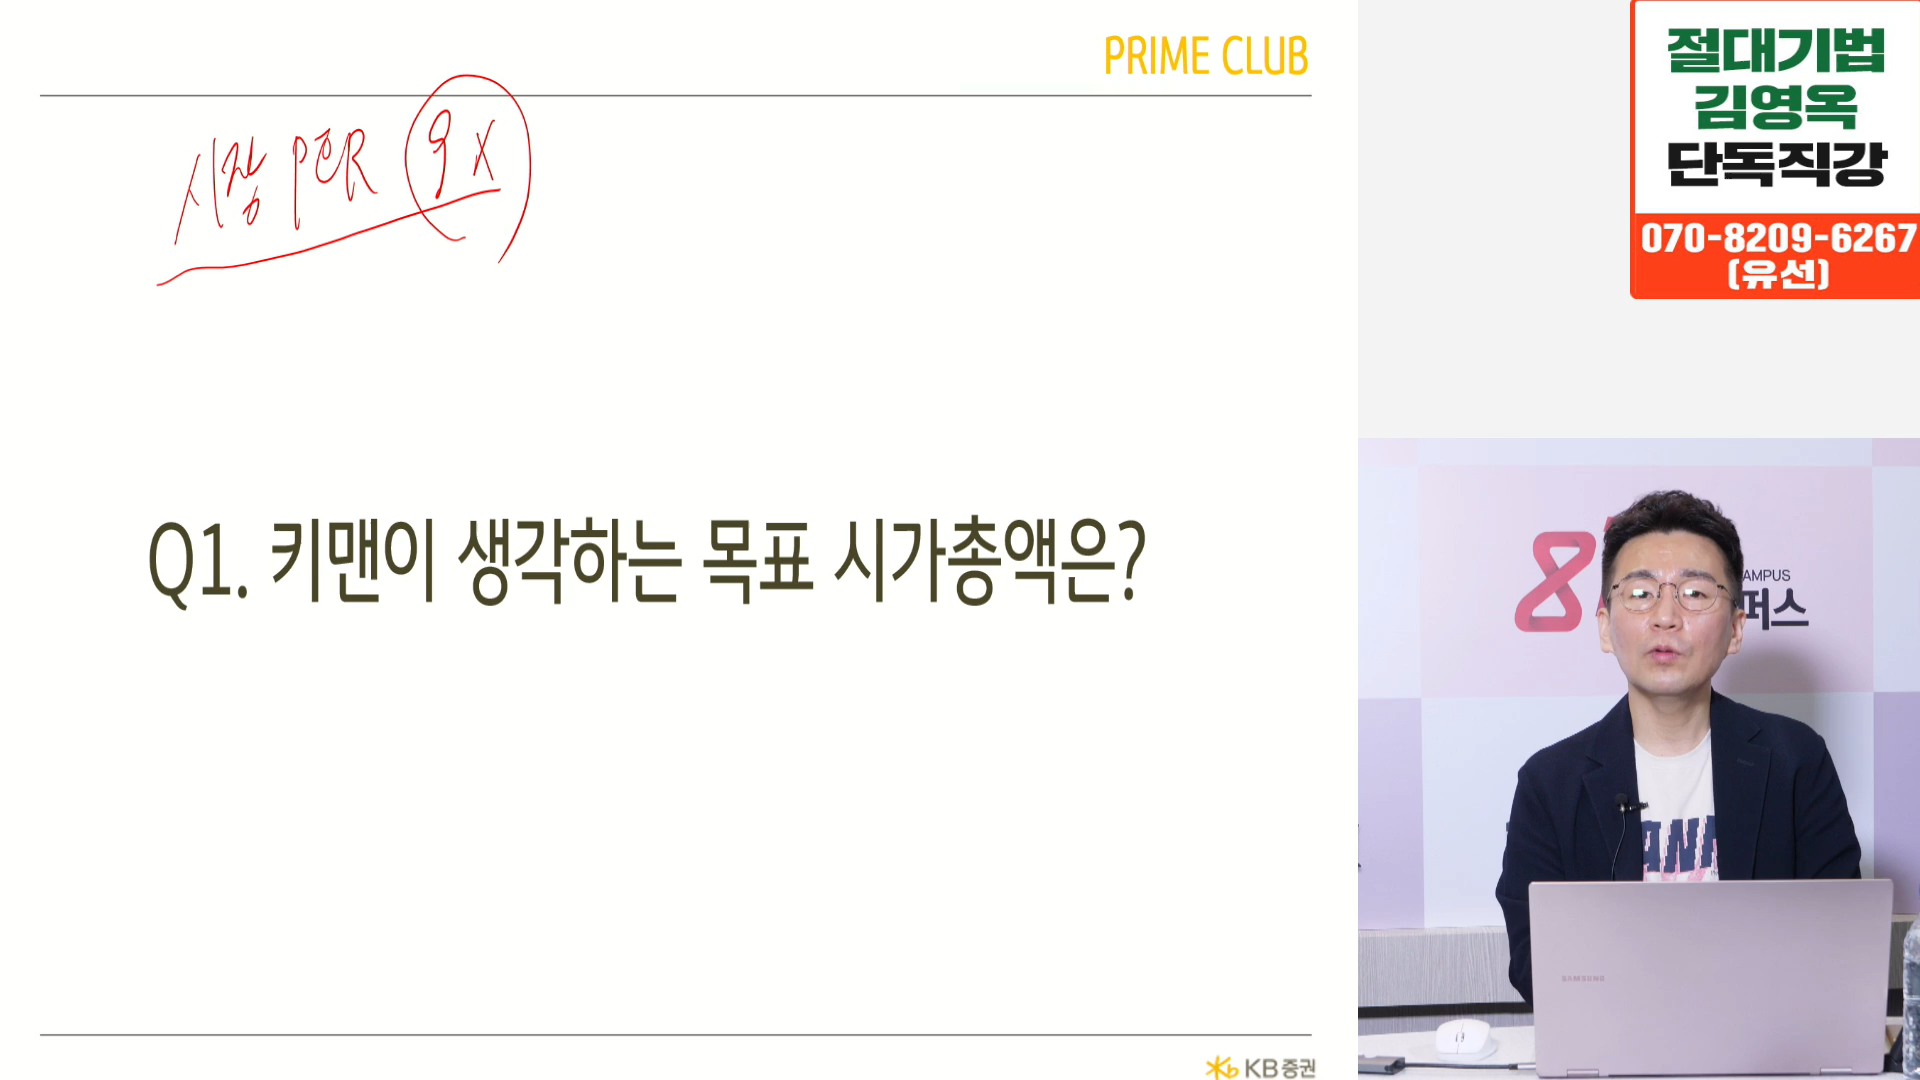 PRIME CLUB
시장 PER 9X
Q1. 키맨이 생각하는 목표 시가총액은?
KB증권
절대기법
김영옥
단독직강
070-8209-6267
(유선)
AMPUS
퍼스
SAMSUNG